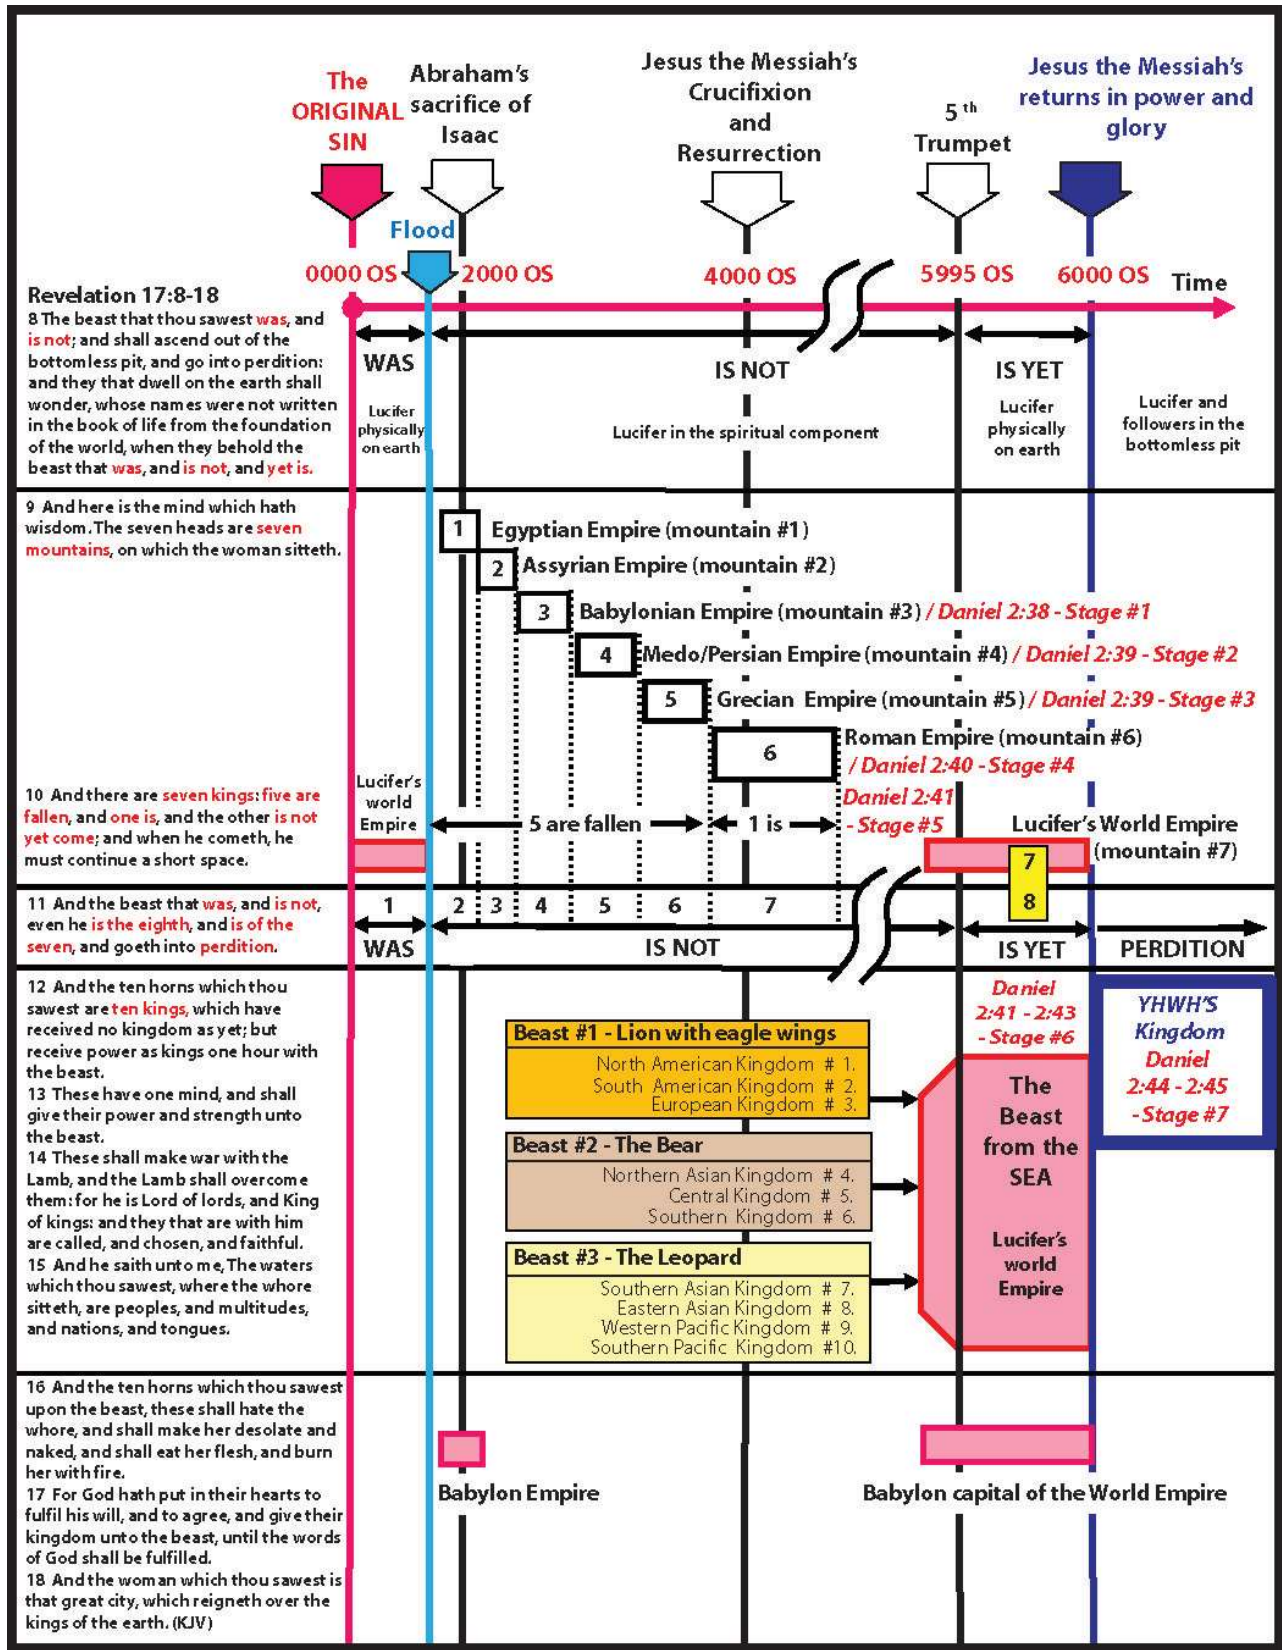 The
ORIGINAL
SIN
Abraham's
sacrifice of
Isaac
Jesus the Messiah's
Crucifixion
and
Resurrection
5 th
Trumpet
Jesus the Messiah's
returns in power and
glory
Flood
0000 OS
2000 OS
4000 OS
5995 OS
6000 OS
Time
Revelation 17:8-18
8 The beast that thou sawest was, and
is not; and shall ascend out of the
bottomless pit, and go into perdition:
and they that dwell on the earth shall
wonder, whose names were not written
in the book of life from the foundation
of the world, when they behold the
beast that was, and is not, and yet is.
WAS
IS NOT
IS YET
Lucifer
physically
on earth
Lucifer in the spiritual component
Lucifer
physically
on earth
Lucifer and
followers in the
bottomless pit
9 And here is the mind which hath
wisdom. The seven heads are seven
mountains, on which the woman sitteth.
1 Egyptian Empire (mountain #1)
2 Assyrian Empire (mountain #2)
3 Babylonian Empire (mountain #3) / Daniel 2:38 - Stage #1
4 Medo/Persian Empire (mountain #4) / Daniel 2:39 - Stage #2
5 Grecian Empire (mountain #5) / Daniel 2:39 - Stage #3
6 Roman Empire (mountain #6)
/ Daniel 2:40 - Stage #4
Daniel 2:41
- Stage #5
10 And there are seven kings: five are
fallen, and one is, and the other is not
yet come; and when he cometh, he
must continue a short space.
Lucifer's
world
Empire
5 are fallen
1 is
Lucifer's World Empire
(mountain #7)
7
8
11 And the beast that was, and is not,
even he is the eighth, and is of the
seven, and goeth into perdition.
1 2 3 4 5 6 7
WAS
IS NOT
IS YET
PERDITION
12 And the ten horns which thou
sawest are ten kings, which have
received no kingdom as yet; but
receive power as kings one hour with
the beast.
13 These have one mind, and shall
give their power and strength unto
the beast.
14 These shall make war with the
Lamb, and the Lamb shall overcome
them: for he is Lord of lords, and King
of kings: and they that are with him
are called, and chosen, and faithful.
15 And he saith unto me, The waters
which thou sawest, where the whore
sitteth, are peoples, and multitudes,
and nations, and tongues.
Beast #1 - Lion with eagle wings
North American Kingdom # 1.
South American Kingdom # 2.
European Kingdom # 3.
Beast #2 - The Bear
Northern Asian Kingdom # 4.
Central Kingdom # 5.
Southern Kingdom # 6.
Beast #3 - The Leopard
Southern Asian Kingdom # 7.
Eastern Asian Kingdom # 8.
Western Pacific Kingdom # 9.
Southern Pacific Kingdom #10.
Daniel
2:41 - 2:43
- Stage #6
The
Beast
from the
SEA
Lucifer's
world
Empire
YHWH'S
Kingdom
Daniel
2:44 - 2:45
- Stage #7
16 And the ten horns which thou sawest
upon the beast, these shall hate the
whore, and shall make her desolate and
naked, and shall eat her flesh, and burn
her with fire.
17 For God hath put in their hearts to
fulfil his will, and to agree, and give their
kingdom unto the beast, until the words
of God shall be fulfilled.
18 And the woman which thou sawest is
that great city, which reigneth over the
kings of the earth. (KJV)
Babylon Empire
Babylon capital of the World Empire